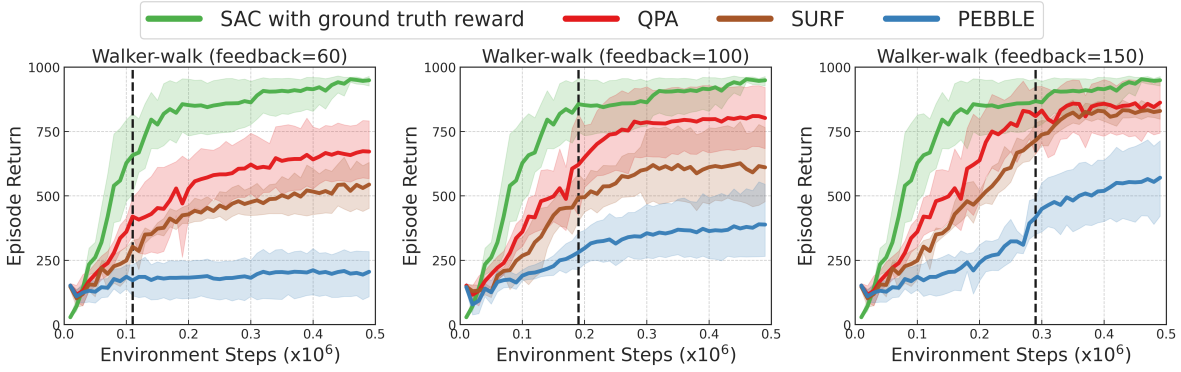 SAC with ground truth reward QPA SURF PEBBLE
Walker-walk (feedback=60)
1000
750
500
250
0
0.0 0.1 0.2 0.3 0.4 0.5
Episode Return
Environment Steps (x10⁶)
Walker-walk (feedback=100)
1000
750
500
250
0
0.0 0.1 0.2 0.3 0.4 0.5
Episode Return
Environment Steps (x10⁶)
Walker-walk (feedback=150)
1000
750
500
250
0
0.0 0.1 0.2 0.3 0.4 0.5
Episode Return
Environment Steps (x10⁶)